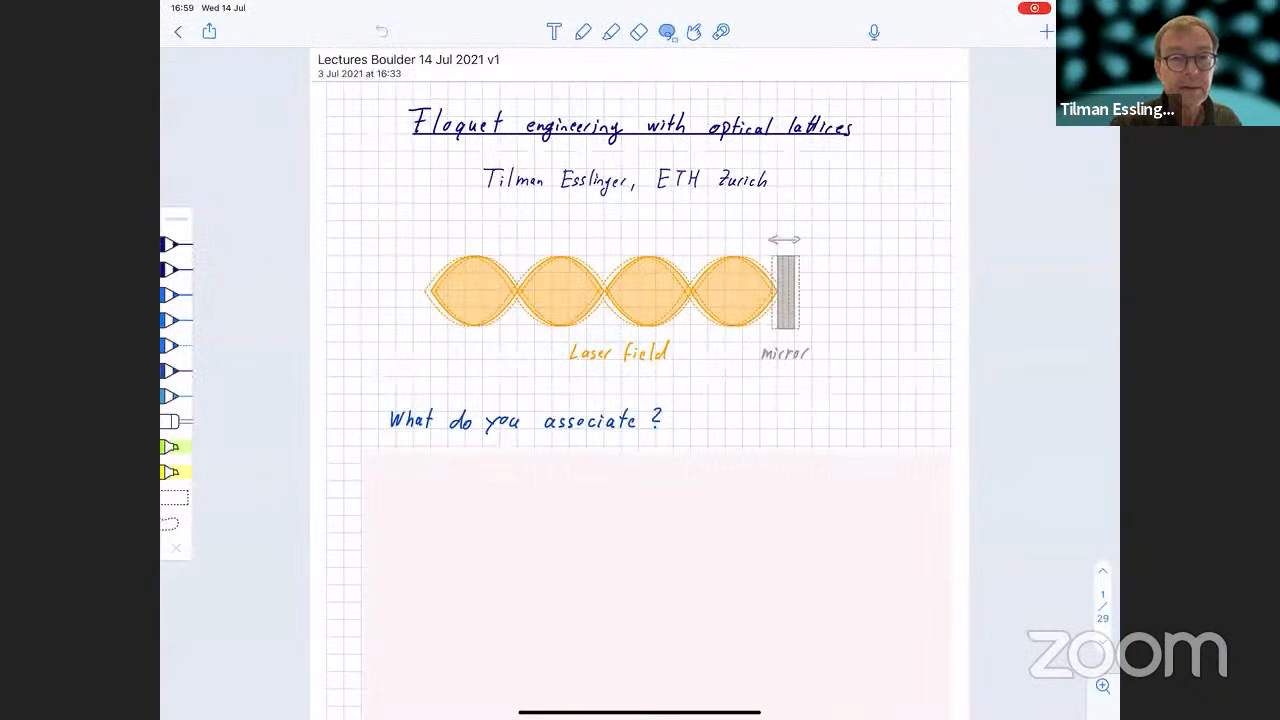 16:59 Wed 14 Jul
Lectures Boulder 14 Jul 2021 v1
3 Jul 2021 at 16:33
Tilman Essling...
Floquet engineering with optical lattices
Tilman Esslinger, ETH Zurich
Laser field
mirror
What do you associate?
1
/
29
zoom